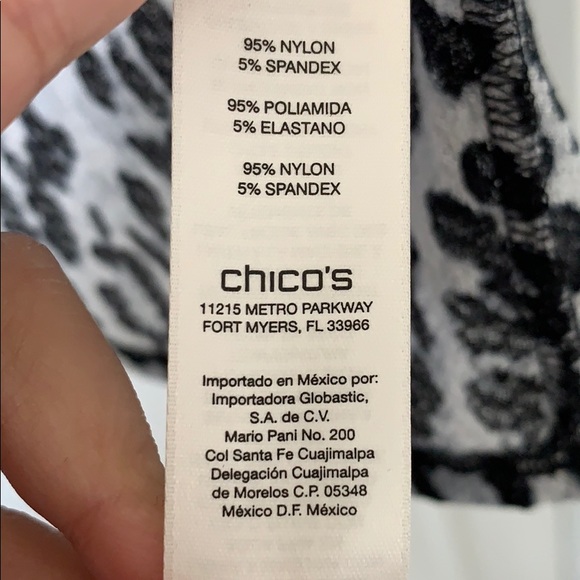 95% NYLON
5% SPANDEX
95% POLIAMIDA
5% ELASTANO
95% NYLON
5% SPANDEX
chico's
11215 METRO PARKWAY
FORT MYERS, FL 33966
Importado en México por:
Importadora Globastic,
S.A. de C.V.
Mario Pani No. 200
Col Santa Fe Cuajimalpa
Delegación Cuajimalpa
de Morelos C.P. 05348
México D.F. México